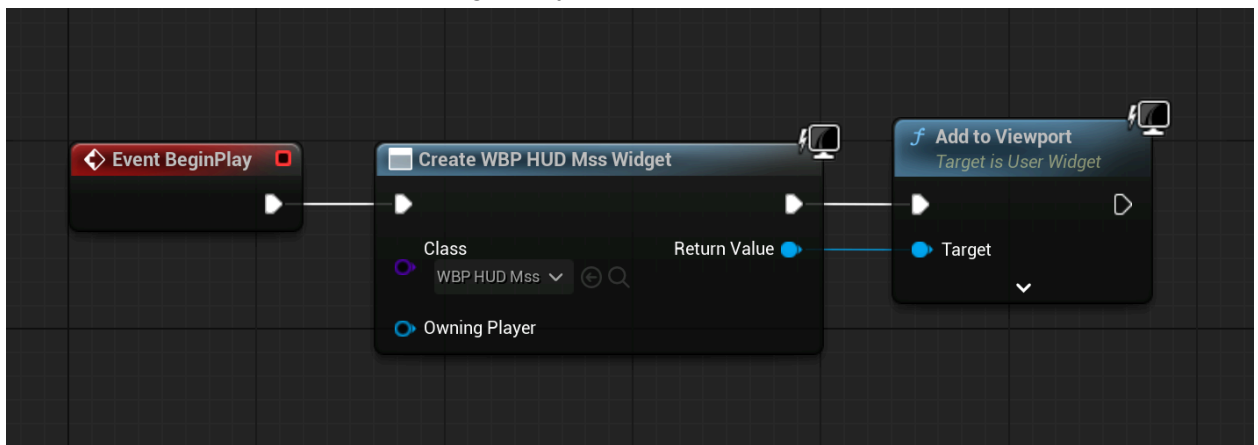 Event BeginPlay
Create WBP HUD Mss Widget
Class
WBP HUD Mss
Return Value
Owning Player
f Add to Viewport
Target is User Widget
Target